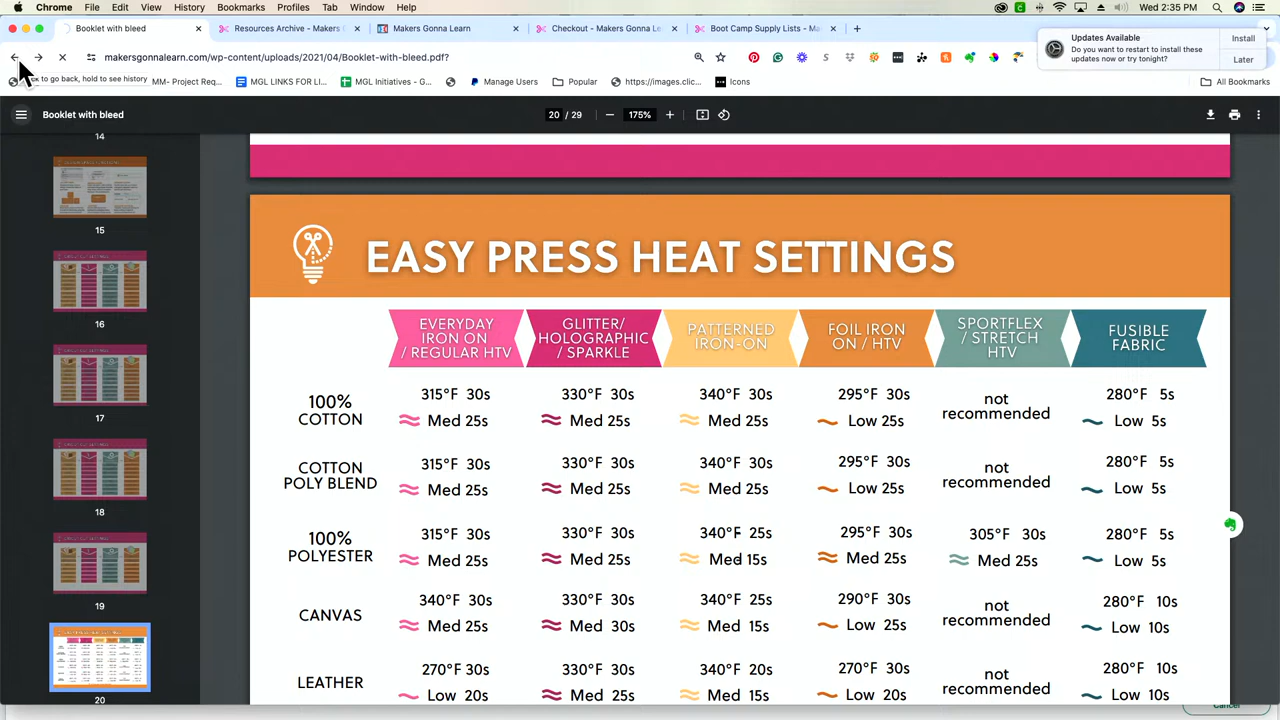 Chrome File Edit View History Bookmarks Profiles Tab Window Help
Wed 2:35 PM
Booklet with bleed
Resources Archive - Makers
Makers Gonna Learn
Checkout - Makers Gonna Learn
Boot Camp Supply Lists - Ma
Updates Available
Do you want to restart to install these
updates now or try tonight?
Install
Later
makersgonnalearn.com/wp-content/uploads/2021/04/Booklet-with-bleed.pdf?
to go back, hold to see history
MM- Project Requ...
MGL LINKS FOR LI...
MGL Initiatives - G...
Manage Users
Popular
https://images.clic...
Icons
All Bookmarks
Booklet with bleed
20 / 29
175%
14
15
16
17
18
19
20
EASY PRESS HEAT SETTINGS
EVERYDAY
IRON ON
/ REGULAR HTV
GLITTER/
HOLOGRAPHIC
/ SPARKLE
PATTERNED
IRON-ON
FOIL IRON
ON / HTV
SPORTFLEX
/ STRETCH
HTV
FUSIBLE
FABRIC
100%
COTTON
315°F 30s
Med 25s
330°F 30s
Med 25s
340°F 30s
Med 25s
295°F 30s
Low 25s
not
recommended
280°F 5s
Low 5s
COTTON
POLY BLEND
315°F 30s
Med 25s
330°F 30s
Med 25s
340°F 30s
Med 25s
295°F 30s
Low 25s
not
recommended
280°F 5s
Low 5s
100%
POLYESTER
315°F 30s
Med 25s
330°F 30s
Med 25s
340°F 25s
Med 15s
295°F 30s
Med 25s
305°F 30s
Med 25s
280°F 5s
Low 5s
CANVAS
340°F 30s
Med 25s
330°F 30s
Med 30s
340°F 25s
Med 15s
290°F 30s
Low 25s
not
recommended
280°F 10s
Low 10s
LEATHER
270°F 30s
Low 20s
330°F 30s
Med 25s
340°F 20s
Med 15s
270°F 30s
Low 20s
not
recommended
280°F 10s
Low 10s